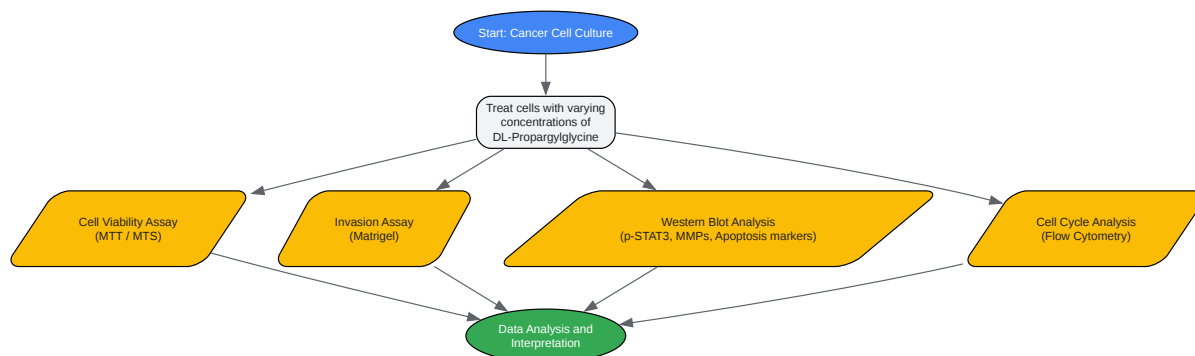 Start: Cancer Cell Culture
Treat cells with varying
concentrations of
DL-Propargylglycine
Cell Viability Assay
(MTT / MTS)
Invasion Assay
(Matrigel)
Western Blot Analysis
(p-STAT3, MMPs, Apoptosis markers)
Cell Cycle Analysis
(Flow Cytometry)
Data Analysis and
Interpretation